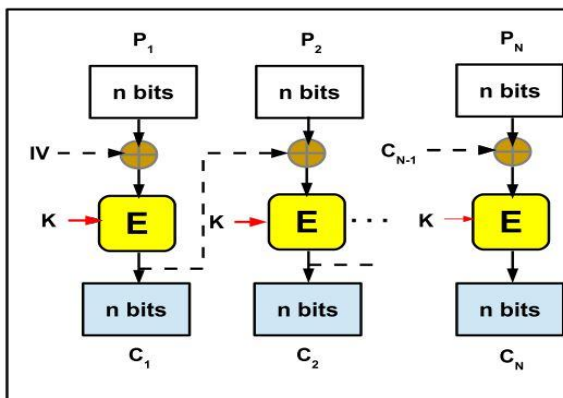 P1 P2 PN
n bits n bits n bits
IV CN-1
K E K E . . . K E
n bits n bits n bits
C1 C2 CN